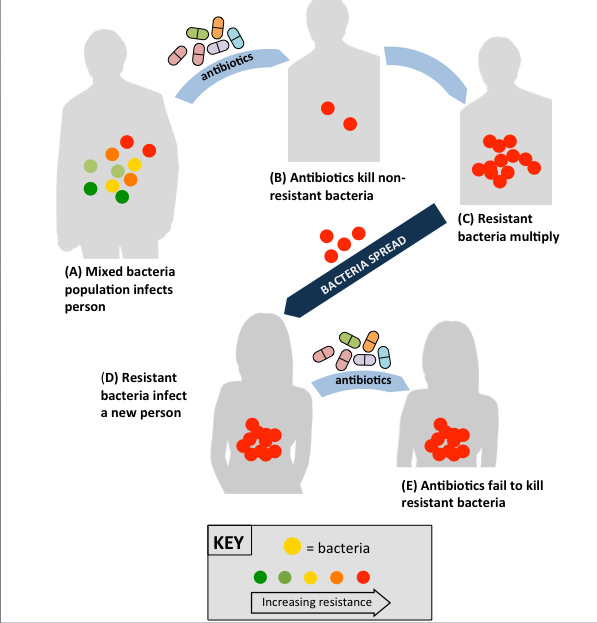 antibiotics
(B) Antibiotics kill non-
resistant bacteria
(C) Resistant
bacteria multiply
(A) Mixed bacteria
population infects
person
BACTERIA SPREAD
(D) Resistant
bacteria infect
a new person
antibiotics
(E) Antibiotics fail to kill
resistant bacteria
KEY
= bacteria
Increasing resistance